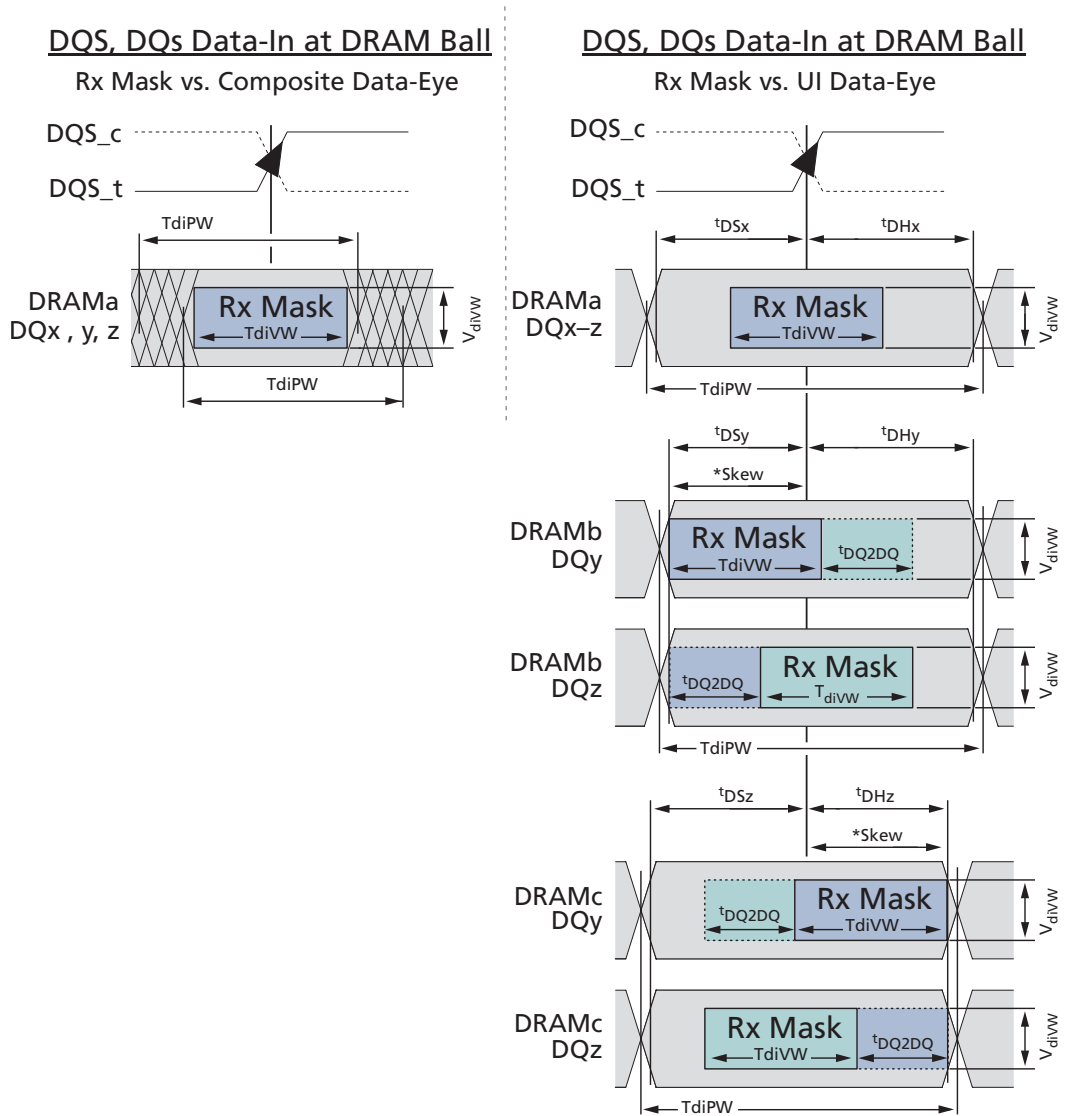 DQS, DQs Data-In at DRAM Ball
Rx Mask vs. Composite Data-Eye
DQS_c
DQS_t
TdiPW
DRAMa
DQx , y, z
Rx Mask
TdiVW
VdiVW
TdiPW
DQS, DQs Data-In at DRAM Ball
Rx Mask vs. UI Data-Eye
DQS_c
DQS_t
tDSx
tDHx
DRAMa
DQx–z
Rx Mask
TdiVW
VdiVW
TdiPW
tDSy
tDHy
*Skew
DRAMb
DQy
Rx Mask
TdiVW
tDQ2DQ
VdiVW
DRAMb
DQz
tDQ2DQ
Rx Mask
TdiVW
VdiVW
TdiPW
tDSz
tDHz
*Skew
DRAMc
DQy
tDQ2DQ
Rx Mask
TdiVW
VdiVW
DRAMc
DQz
Rx Mask
TdiVW
tDQ2DQ
VdiVW
TdiPW